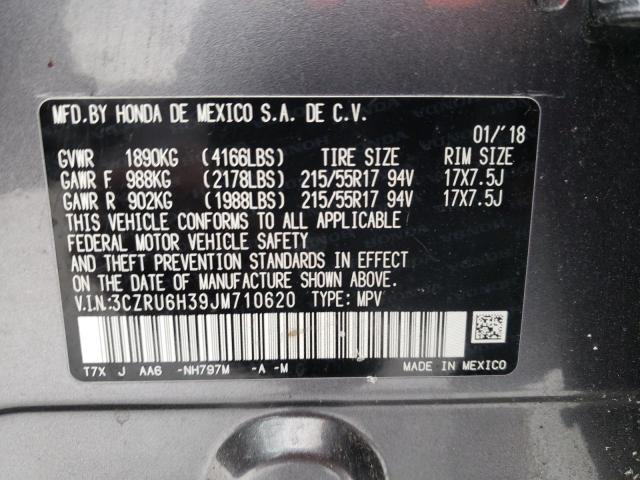 MFD.BY HONDA DE MEXICO S.A. DE C.V.
01/'18
GVWR 1890KG (4166LBS) TIRE SIZE RIM SIZE
GAWR F 988KG (2178LBS) 215/55R17 94V 17X7.5J
GAWR R 902KG (1988LBS) 215/55R17 94V 17X7.5J
THIS VEHICLE CONFORMS TO ALL APPLICABLE
FEDERAL MOTOR VEHICLE SAFETY
AND THEFT PREVENTION STANDARDS IN EFFECT
ON THE DATE OF MANUFACTURE SHOWN ABOVE.
V.I.N.:3CZRU6H39JM710620 TYPE: MPV
T7X J AA6 -NH797M -A -M MADE IN MEXICO